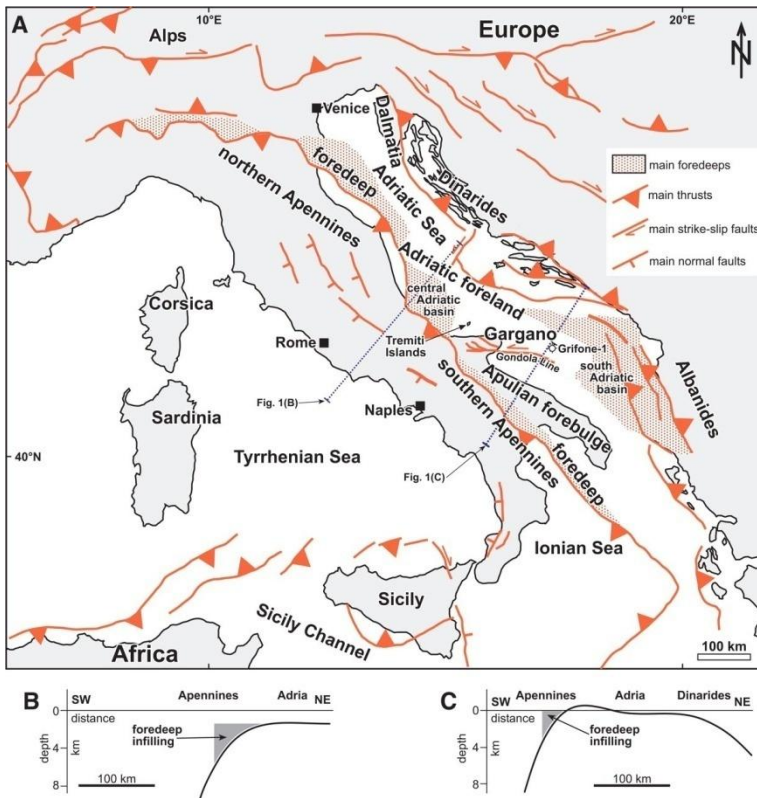 A
10°E
20°E
Alps
Europe
N
Venice
Dalmatia
Dinarides
foredeep
Adriatic Sea
northern Apennines
main foredeeps
main thrusts
main strike-slip faults
main normal faults
Adriatic foreland
central
Adriatic
basin
Corsica
Gargano
Rome
Tremiti
Islands
Grifone-1
Gondola Line
south
Adriatic
basin
Albanides
Fig. 1(B)
Naples
Apulian forebulge
Sardinia
southern Apennines
foredeep
40°N
Tyrrhenian Sea
Fig. 1(C)
Ionian Sea
Sicily
Sicily Channel
Africa
100 km
B
SW
Apennines
Adria
NE
0
distance
foredeep
infilling
depth
km
4
8
100 km
C
SW
Apennines
Adria
Dinarides
NE
0
distance
foredeep
infilling
depth
km
4
8
100 km